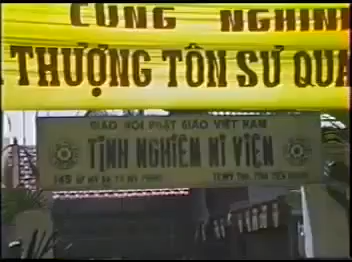 CUNG NGHINH
THƯỢNG TÔN SƯ QUA
GIÁO HỘI PHẬT GIÁO VIỆT NAM
TỊNH NGHIÊM NI VIỆN